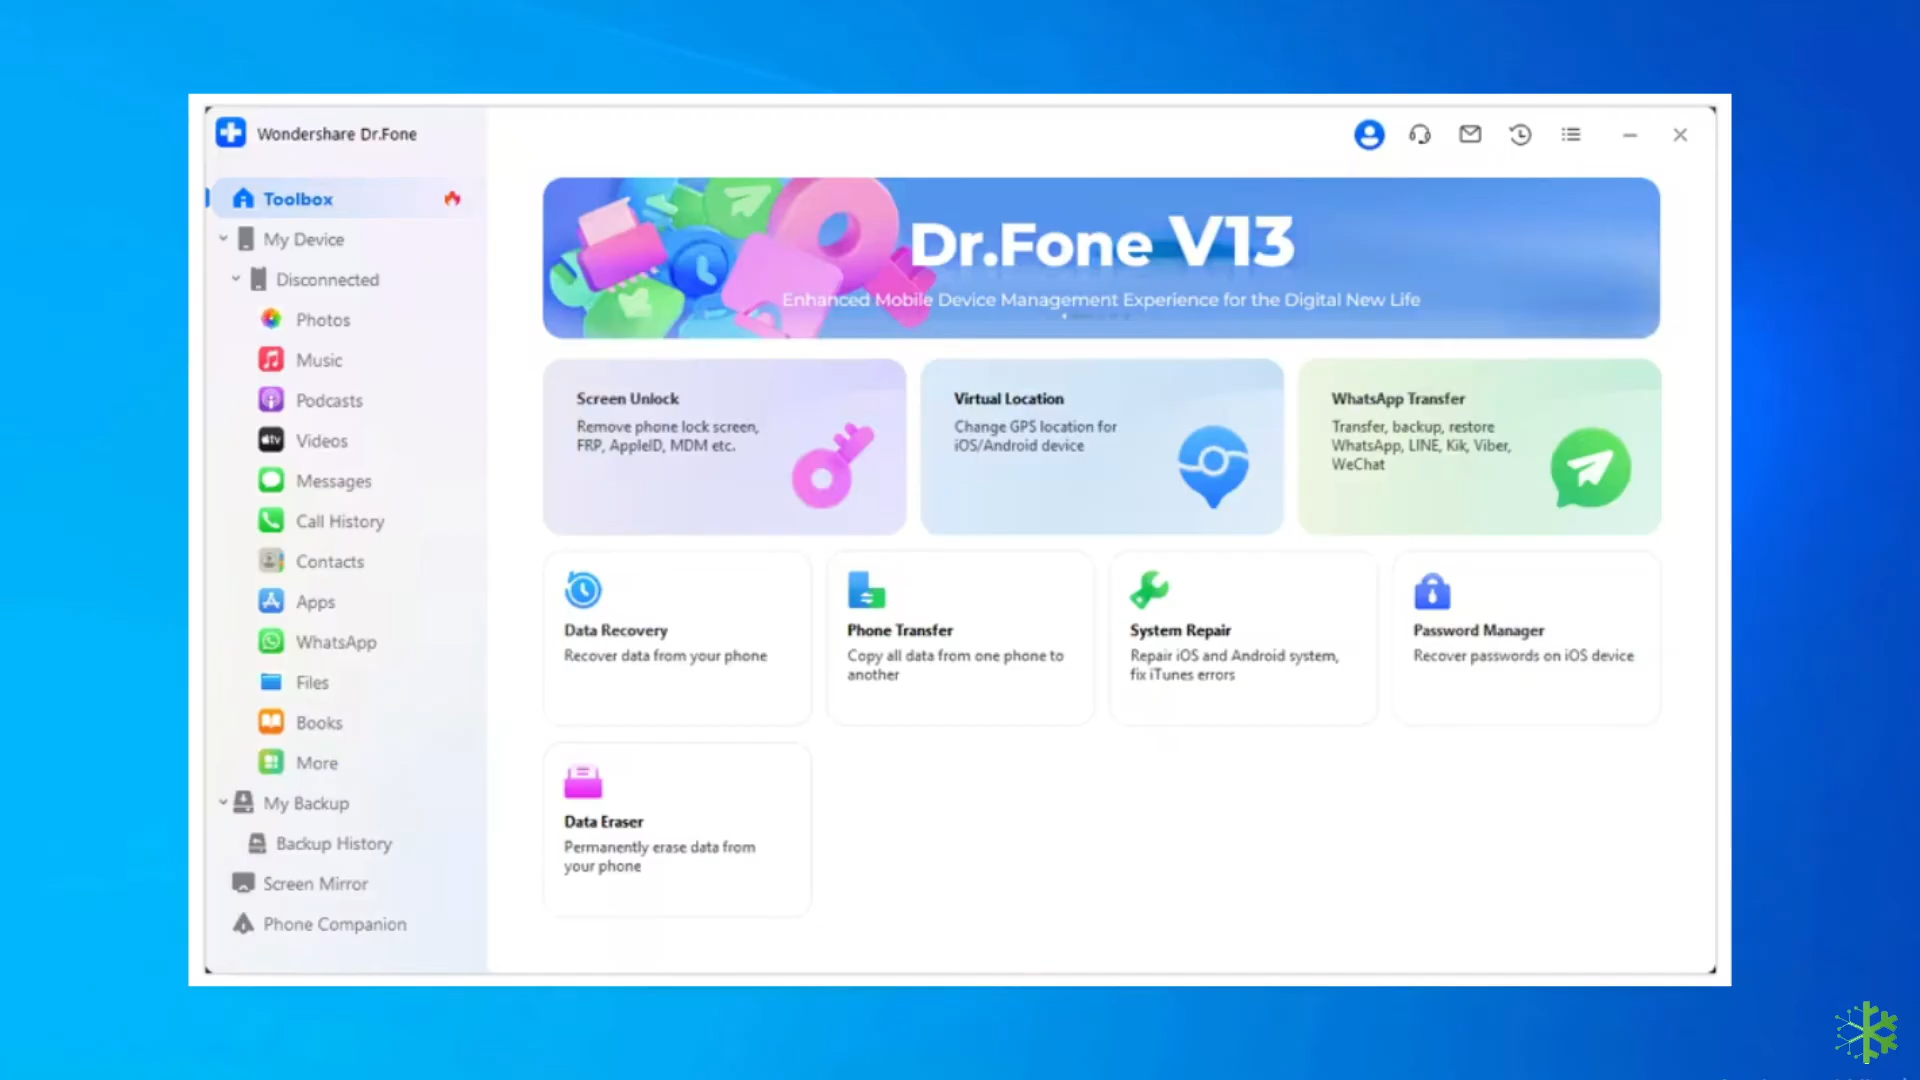 Wondershare Dr.Fone
Toolbox
My Device
Disconnected
Photos
Music
Podcasts
tv
Videos
Messages
Call History
Contacts
Apps
WhatsApp
Files
Books
More
My Backup
Backup History
Screen Mirror
Phone Companion
Dr.Fone V13
Enhanced Mobile Device Management Experience for the Digital New Life
Screen Unlock
Remove phone lock screen,
FRP, AppleID, MDM etc.
Virtual Location
Change GPS location for
iOS/Android device
WhatsApp Transfer
Transfer, backup, restore
WhatsApp, LINE, Kik, Viber,
WeChat
Data Recovery
Recover data from your phone
Phone Transfer
Copy all data from one phone to
another
System Repair
Repair iOS and Android system,
fix iTunes errors
Password Manager
Recover passwords on iOS device
Data Eraser
Permanently erase data from
your phone